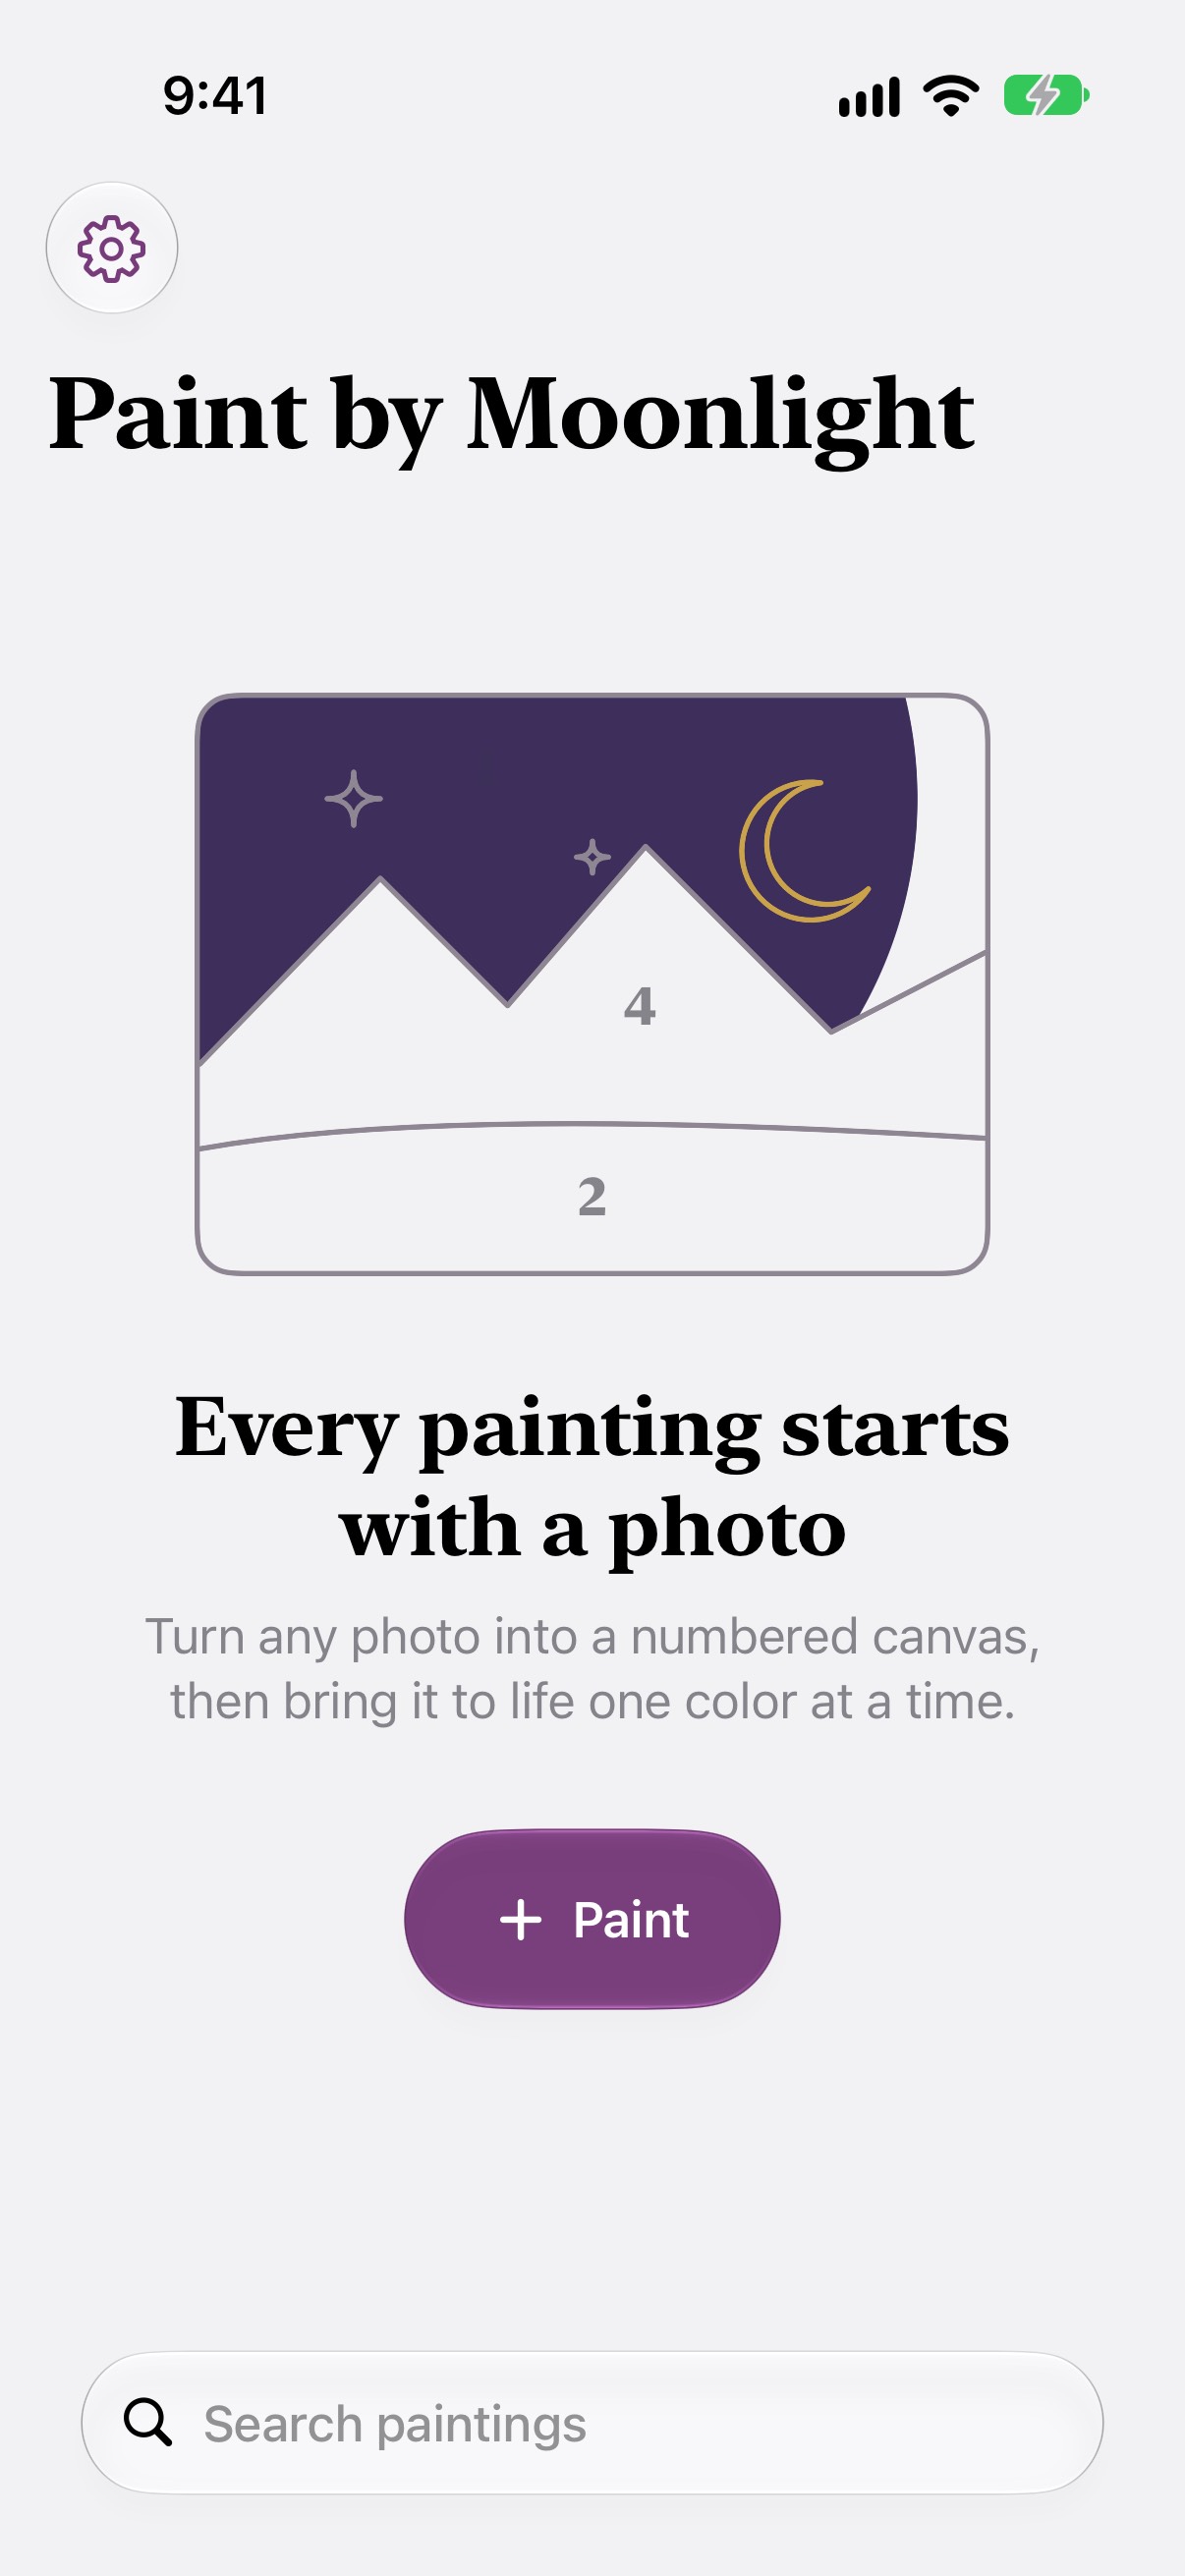 9:41
Paint by Moonlight
4
2
Every painting starts
with a photo
Turn any photo into a numbered canvas,
then bring it to life one color at a time.
+ Paint
Search paintings